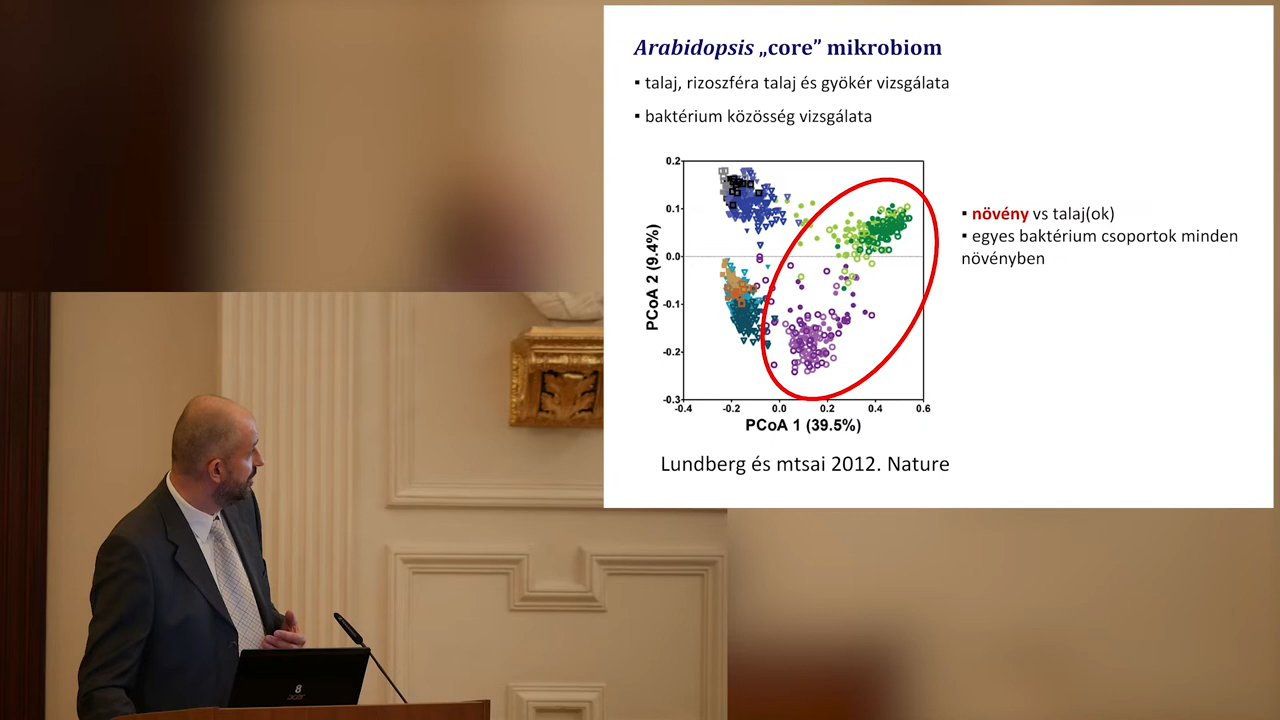 Arabidopsis „core” mikrobiom
▪ talaj, rizoszféra talaj és gyökér vizsgálata
▪ baktérium közösség vizsgálata
0.2
0.1
0.0
-0.1
-0.2
-0.3
PCoA 2 (9.4%)
-0.4 -0.2 0.0 0.2 0.4 0.6
PCoA 1 (39.5%)
▪ növény vs talaj(ok)
▪ egyes baktérium csoportok minden
növényben
Lundberg és mtsai 2012. Nature
8
acer